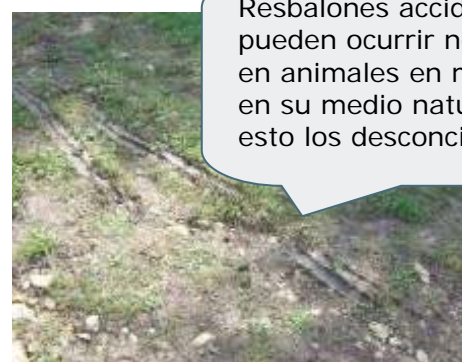 Resbalones
pueden ocurrir
en animales en
en su medio
esto los